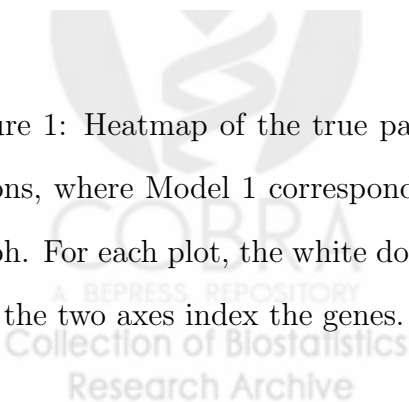 ure 1: Heatmap of the true pa
ons, where Model 1 correspond
ph. For each plot, the white do
the two axes index the genes.
COBRA
A BEPRESS REPOSITORY
Collection of Biostatistics
Research Archive